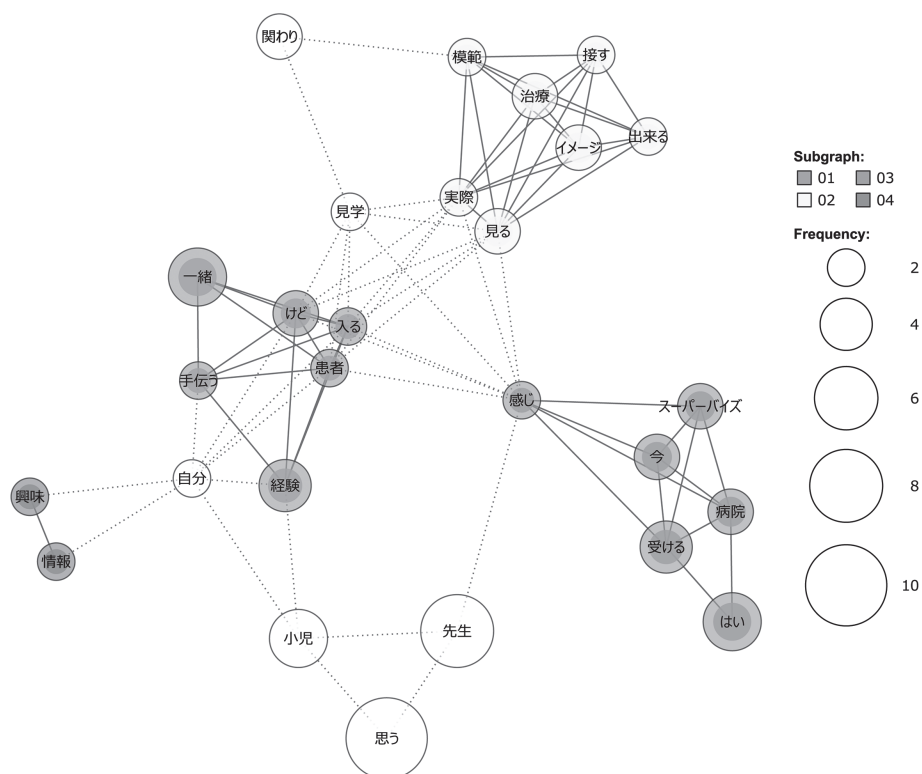 関わり
模範
接す
治療
出来る
イメージ
実際
見学
見る
一緒
けど
入る
患者
手伝う
感じ
スーパーバイズ
今
自分
経験
興味
病院
受ける
情報
はい
小児
先生
思う
Subgraph:
01 03
02 04
Frequency:
2
4
6
8
10